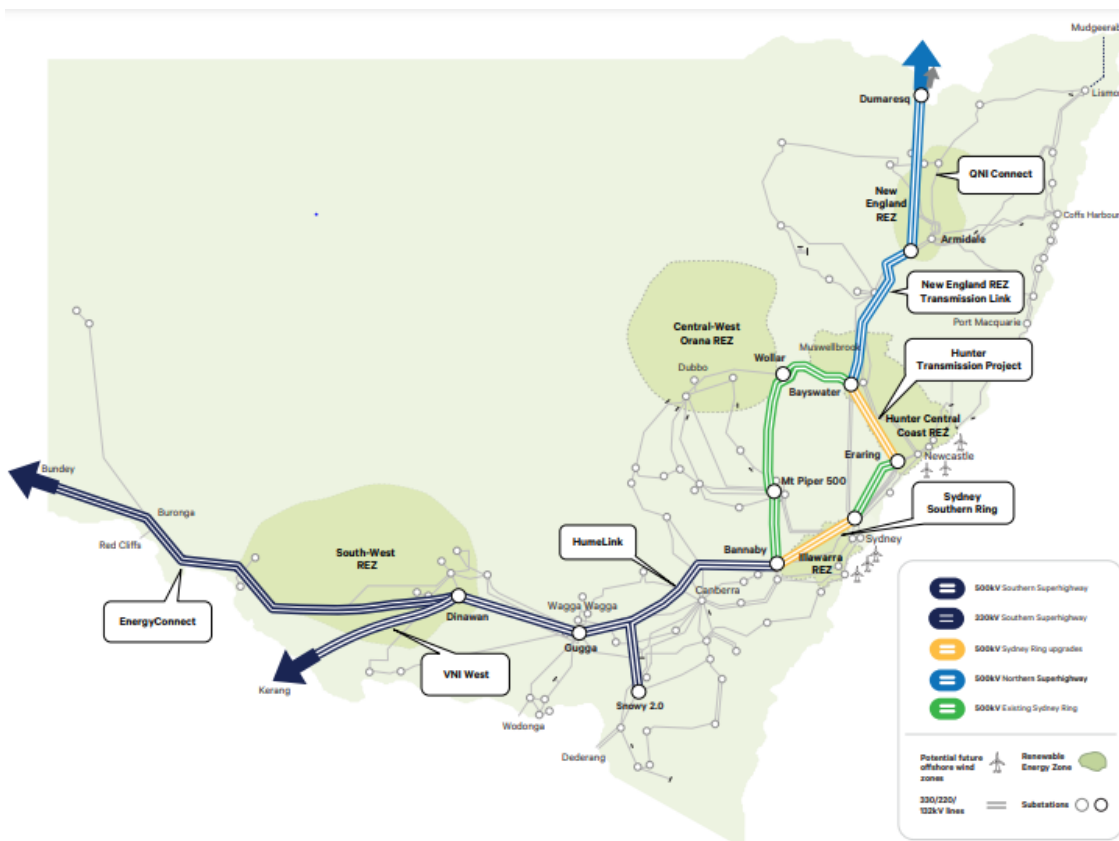 Mudgeerab
Dumaresq
Lismo
QNI Connect
New
England
REZ
Coffs Harbour
Armidale
New England REZ
Transmission Link
Port Macquarie
Central-West
Orana REZ
Muswellbrook
Hunter
Transmission Project
Wollar
Dubbo
Bayswater
Hunter Central
Coast REZ
Eraring
Newcastle
Bundey
Mt Piper 500
Sydney
Southern Ring
Buronga
Red Cliffs
HumeLink
Sydney
South-West
REZ
Bannaby
Illawarra
REZ
Canberra
EnergyConnect
Wagga Wagga
Dinawan
Gugga
VNI West
Kerang
Snowy 2.0
Wodonga
Dederang
500kV Southern Superhighway
330kV Southern Superhighway
500kV Sydney Ring upgrades
500kV Northern Superhighway
500kV Existing Sydney Ring
Potential future
offshore wind
zones
Renewable
Energy Zone
330/220/
132kV lines
Substations